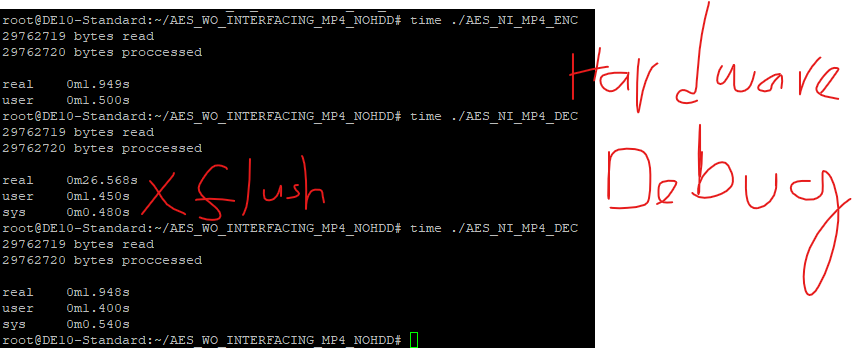 root@DE10-Standard:~/AES_WO_INTERFACING_MP4_NOHDD# time ./AES_NI_MP4_ENC
29762719 bytes read
29762720 bytes proccessed
real 0m1.949s
user 0m1.500s
root@DE10-Standard:~/AES_WO_INTERFACING_MP4_NOHDD# time ./AES_NI_MP4_DEC
29762719 bytes read
29762720 bytes proccessed
real 0m26.568s
user 0m1.450s
sys 0m0.480s
root@DE10-Standard:~/AES_WO_INTERFACING_MP4_NOHDD# time ./AES_NI_MP4_DEC
29762719 bytes read
29762720 bytes proccessed
real 0m1.948s
user 0m1.400s
sys 0m0.540s
root@DE10-Standard:~/AES_WO_INTERFACING_MP4_NOHDD#
Hardware
Debug